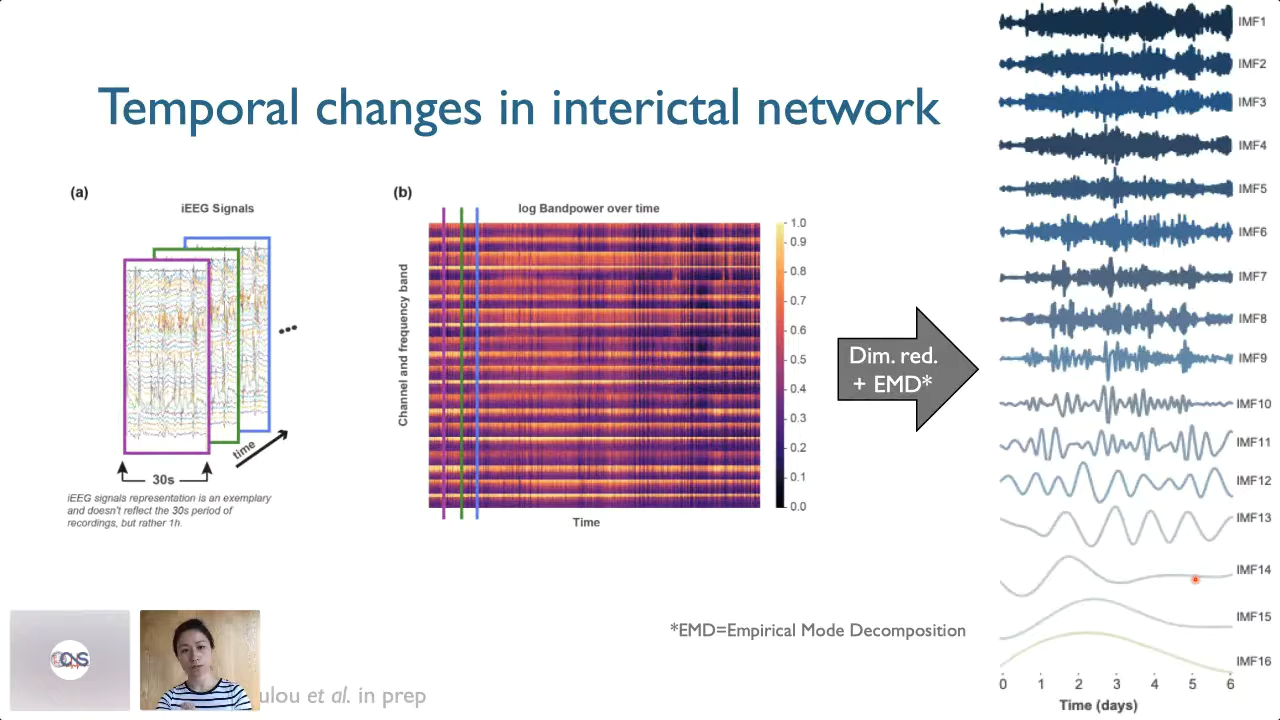 Temporal changes in interictal network
(a)
iEEG Signals
time
30s
iEEG signals representation is an exemplary
and doesn't reflect the 30s period of
recordings, but rather 1h.
(b)
log Bandpower over time
Channel and frequency band
Time
1.0
0.9
0.8
0.7
0.6
0.5
0.4
0.3
0.2
0.1
0.0
Dim. red.
+ EMD*
*EMD=Empirical Mode Decomposition
IMF1
IMF2
IMF3
IMF4
IMF5
IMF6
IMF7
IMF8
IMF9
IMF10
IMF11
IMF12
IMF13
IMF14
IMF15
IMF16
0 1 2 3 4 5 6
Time (days)
ulou et al. in prep